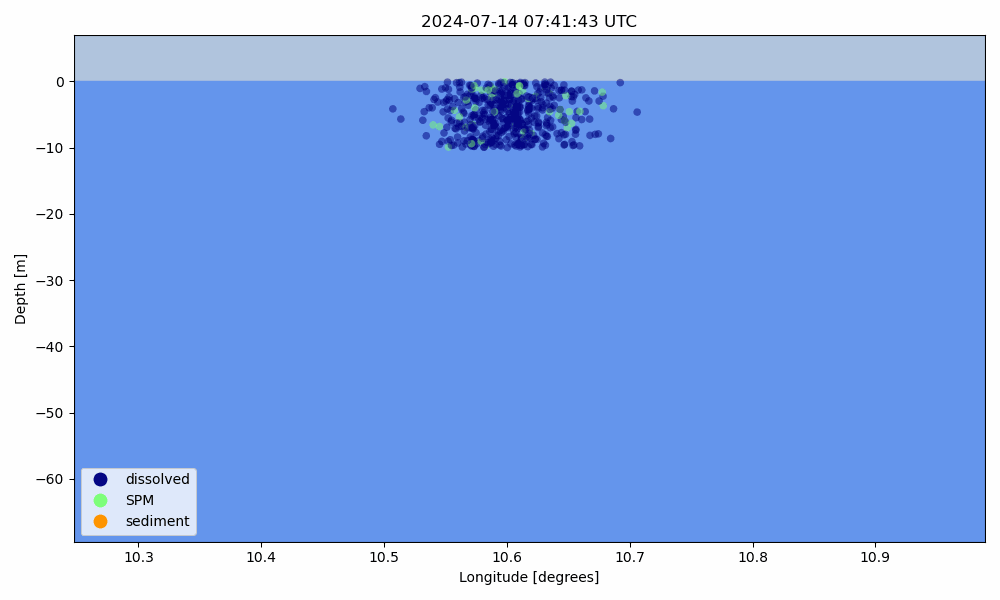 2024-07-14 07:41:43 UTC
Depth [m]
0
−10
−20
−30
−40
−50
−60
dissolved
SPM
sediment
10.3 10.4 10.5 10.6 10.7 10.8 10.9
Longitude [degrees]